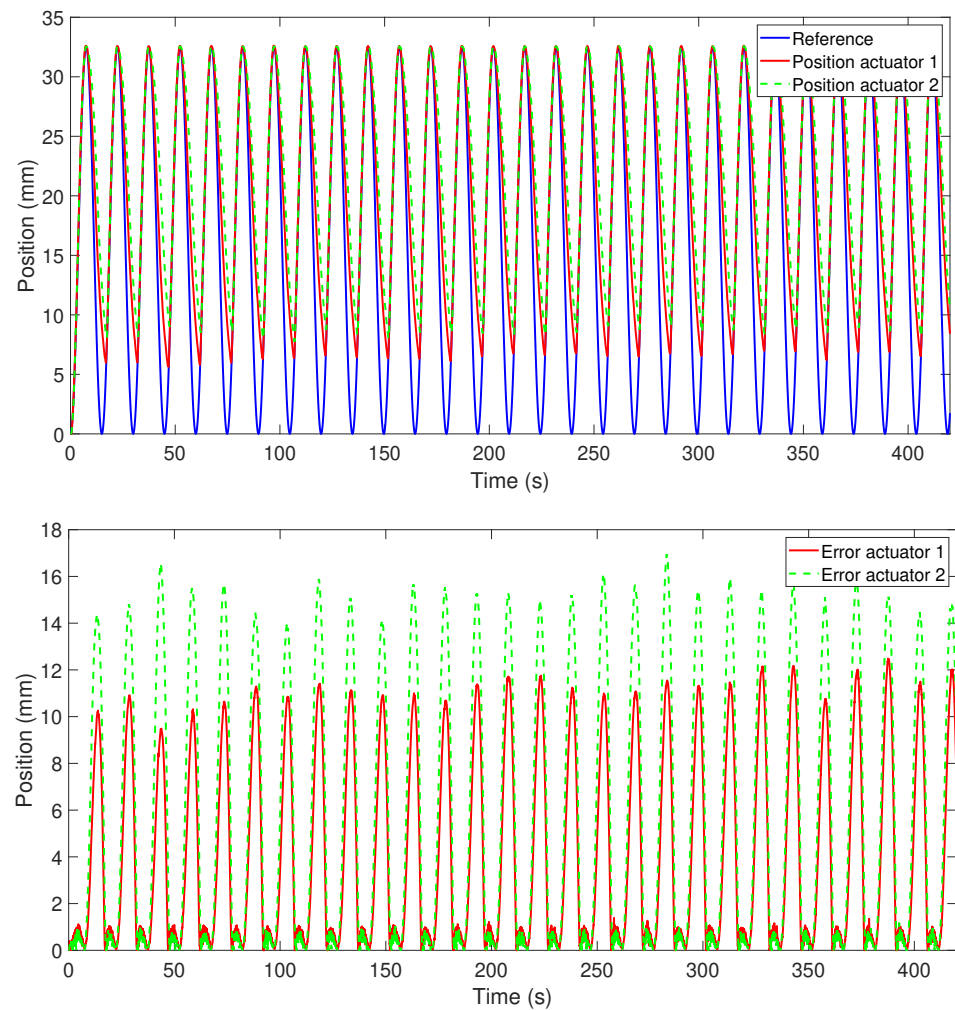 35
30
25
20
15
10
5
0
Position (mm)
Reference
Position actuator 1
Position actuator 2
0 50 100 150 200 250 300 350 400
Time (s)
18
16
14
12
10
8
6
4
2
0
Position (mm)
Error actuator 1
Error actuator 2
0 50 100 150 200 250 300 350 400
Time (s)